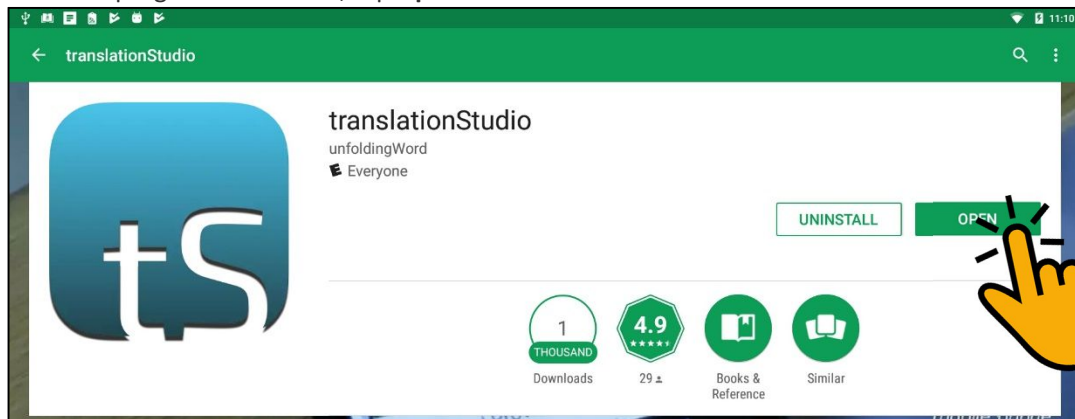 11:10
translationStudio
tS
translationStudio
unfoldingWord
Everyone
UNINSTALL
OPEN
1
THOUSAND
Downloads
4.9
29
Books &
Reference
Similar